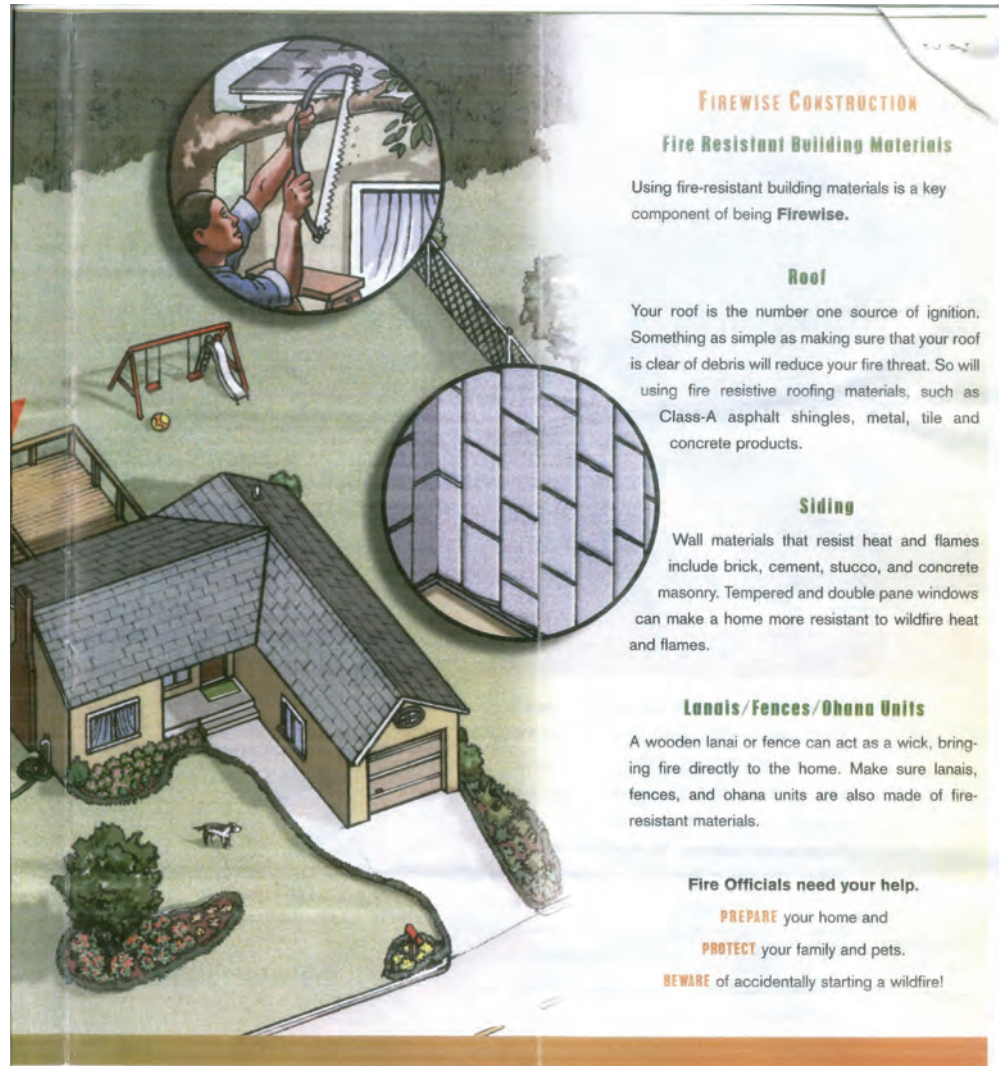 FIREWISE CONSTRUCTION
Fire Resistant Building Materials
Using fire-resistant building materials is a key
component of being Firewise.
Roof
Your roof is the number one source of ignition.
Something as simple as making sure that your roof
is clear of debris will reduce your fire threat. So will
using fire resistive roofing materials, such as
Class-A asphalt shingles, metal, tile and
concrete products.
Siding
Wall materials that resist heat and flames
include brick, cement, stucco, and concrete
masonry. Tempered and double pane windows
can make a home more resistant to wildfire heat
and flames.
Lanais/Fences/Ohana Units
A wooden lanai or fence can act as a wick, bring-
ing fire directly to the home. Make sure lanais,
fences, and ohana units are also made of fire-
resistant materials.
Fire Officials need your help.
PREPARE your home and
PROTECT your family and pets.
BEWARE of accidentally starting a wildfire!